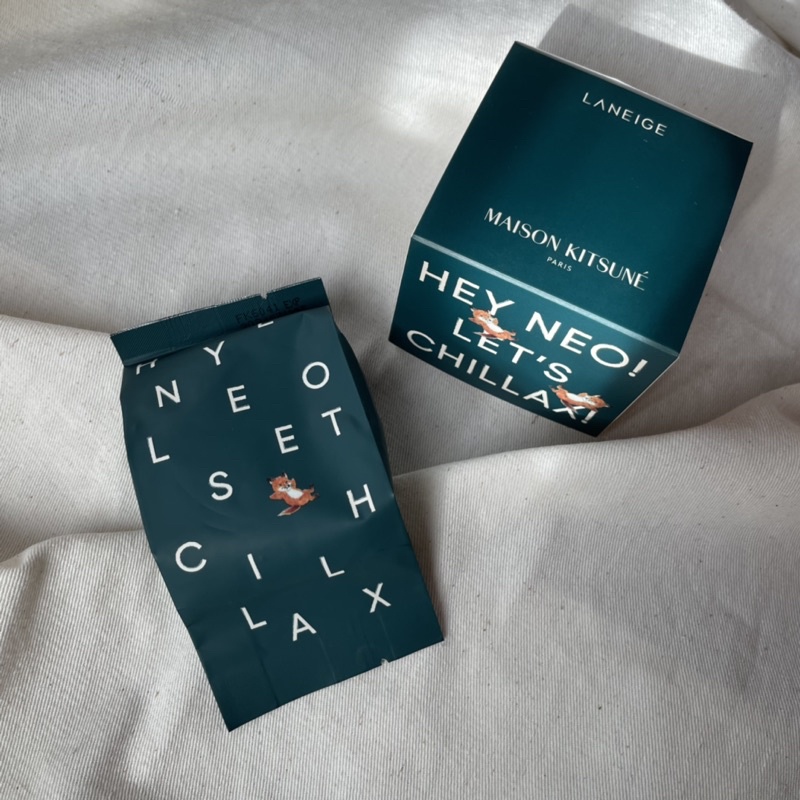 LANEIGE
MAISON KITSUNÉ
PARIS
HEY NEO!
LET'S
CHILLAX!
H Y E
N E O
L S E T
H
C I L
L A X